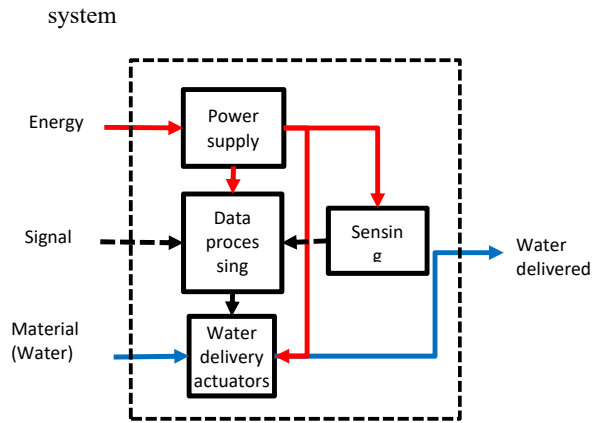 system
Energy
Power
supply
Signal
Data
proces
sing
Sensin
g
Water
delivered
Material
(Water)
Water
delivery
actuators